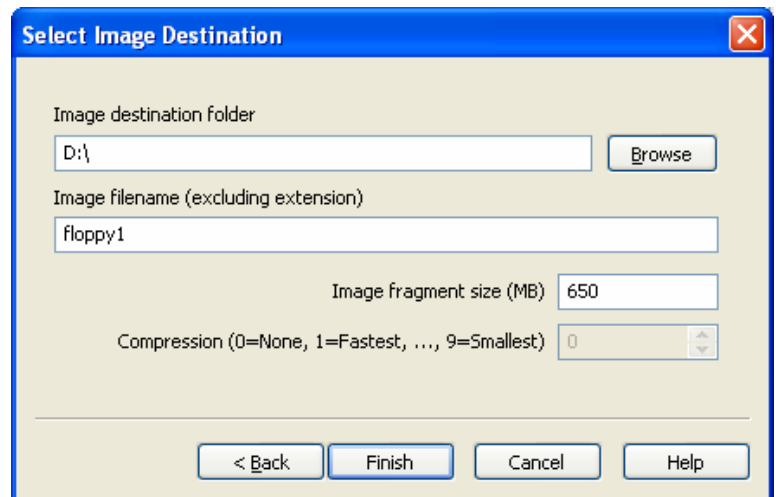 Select Image Destination
Image destination folder
D:\
Browse
Image filename (excluding extension)
floppy1
Image fragment size (MB) 650
Compression (0=None, 1=Fastest, ..., 9=Smallest) 0
< Back Finish Cancel Help